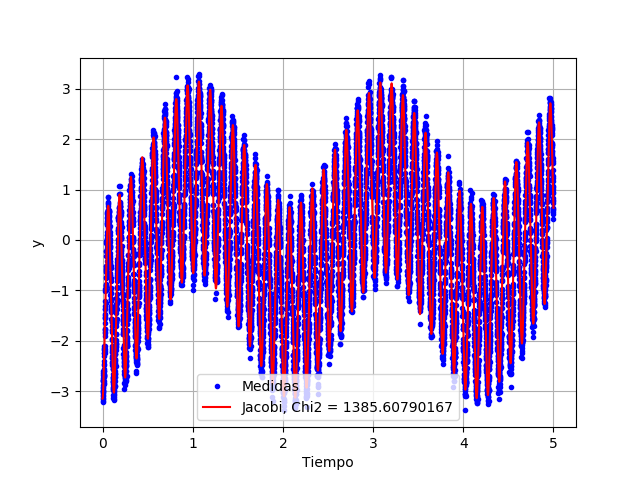 3
2
1
0
−1
−2
−3
y
Medidas
Jacobi, Chi2 = 1385.60790167
0 1 2 3 4 5
Tiempo